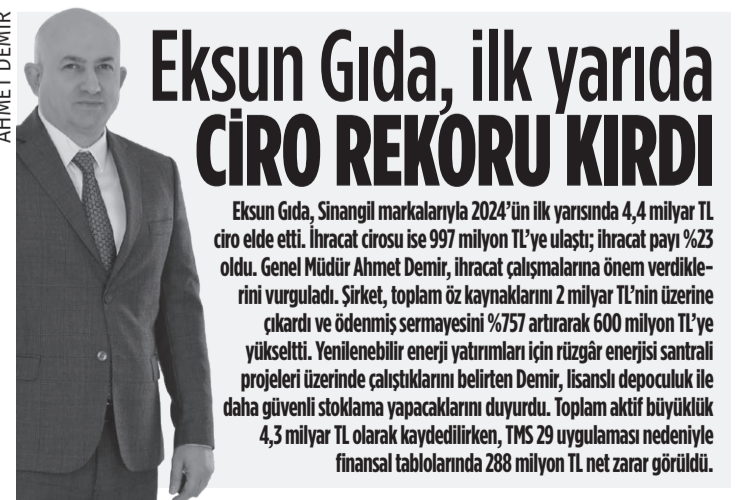 AHMET DEMİR
Eksun Gıda, ilk yarıda
CİRO REKORU KIRDI
Eksun Gıda, Sinangil markalarıyla 2024'ün ilk yarısında 4,4 milyar TL
ciro elde etti. İhracat cirosu ise 997 milyon TL'ye ulaştı; ihracat payı %23
oldu. Genel Müdür Ahmet Demir, ihracat çalışmalarına önem verdikle-
rini vurguladı. Şirket, toplam öz kaynaklarını 2 milyar TL'nin üzerine
çıkardı ve ödenmiş sermayesini %757 artırarak 600 milyon TL'ye
yükseltti. Yenilenebilir enerji yatırımları için rüzgâr enerjisi santrali
projeleri üzerinde çalıştıklarını belirten Demir, lisanslı depoculuk ile
daha güvenli stoklama yapacaklarını duyurdu. Toplam aktif büyüklük
4,3 milyar TL olarak kaydedilirken, TMS 29 uygulaması nedeniyle
finansal tablolarında 288 milyon TL net zarar görüldü.